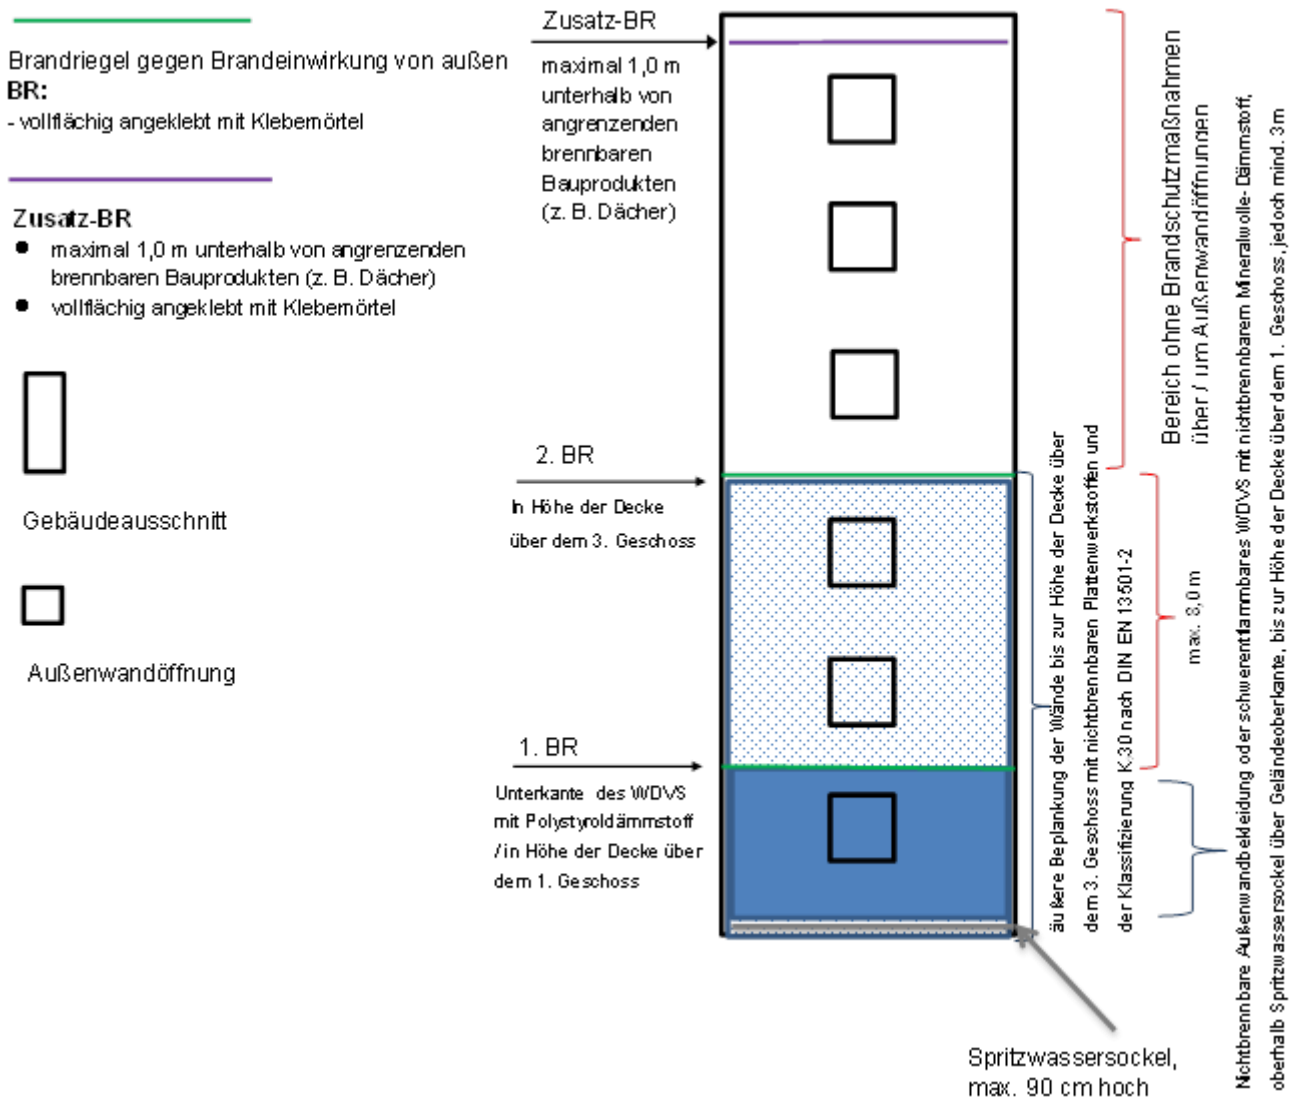 Brandriegel gegen Brandeinwirkung von außen
BR:
- vollflächig angeklebt mit Klebemörtel
Zusatz-BR
● maximal 1,0 m unterhalb von angrenzenden
brennbaren Bauprodukten (z. B. Dächer)
● vollflächig angeklebt mit Klebemörtel
Gebäudeausschnitt
Außenwandöffnung
Zusatz-BR
maximal 1,0 m
unterhalb von
angrenzenden
brennbaren
Bauprodukten
(z. B. Dächer)
2. BR
In Höhe der Decke
über dem 3. Geschoss
1. BR
Unterkante des WDVS
mit Polystyroldämmstoff
/ in Höhe der Decke über
dem 1. Geschoss
äußere Beplankung der Wände bis zur Höhe der Decke über
dem 3. Geschoss mit nichtbrennbaren Plattenwerkstoffen und
der Klassifizierung K₂30 nach DIN EN 13501-2
Bereich ohne Brandschutzmaßnahmen
über / um Außenwandöffnungen
max. 8,0 m
Nichtbrennbare Außenwandbekleidung oder schwerentflammbares WDVS mit nichtbrennbarem Mineralwolle-Dämmstoff,
oberhalb Spritzwassersockel über Geländeoberkante, bis zur Höhe der Decke über dem 1. Geschoss, jedoch mind. 3m
Spritzwassersockel,
max. 90 cm hoch